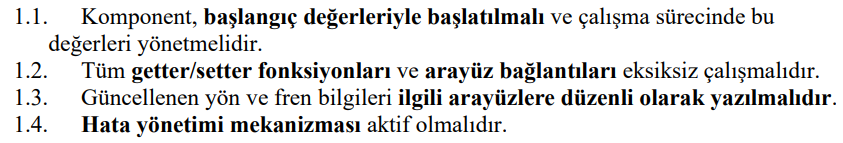 1.1. Komponent, başlangıç değerleriyle başlatılmalı ve çalışma sürecinde bu
değerleri yönetmelidir.
1.2. Tüm getter/setter fonksiyonları ve arayüz bağlantıları eksiksiz çalışmalıdır.
1.3. Güncellenen yön ve fren bilgileri ilgili arayüzlere düzenli olarak yazılmalıdır.
1.4. Hata yönetimi mekanizması aktif olmalıdır.